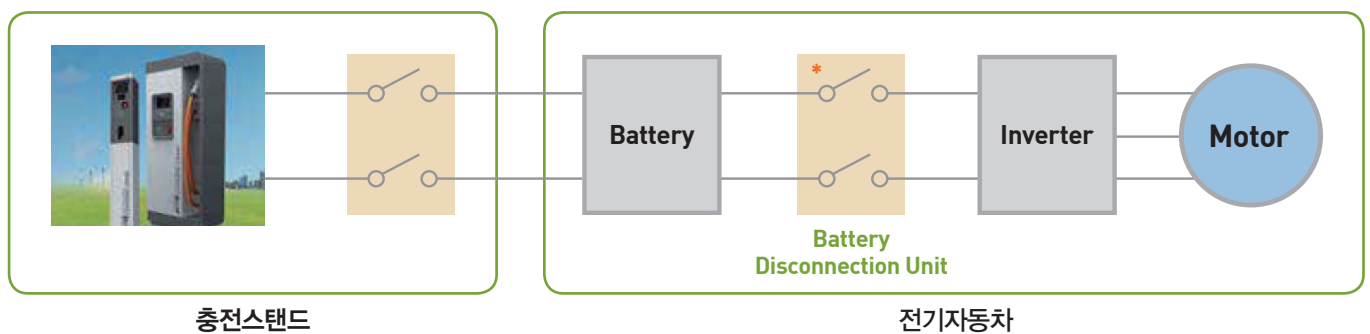 Battery
*
Inverter
Motor
Battery
Disconnection Unit
충전스탠드
전기자동차